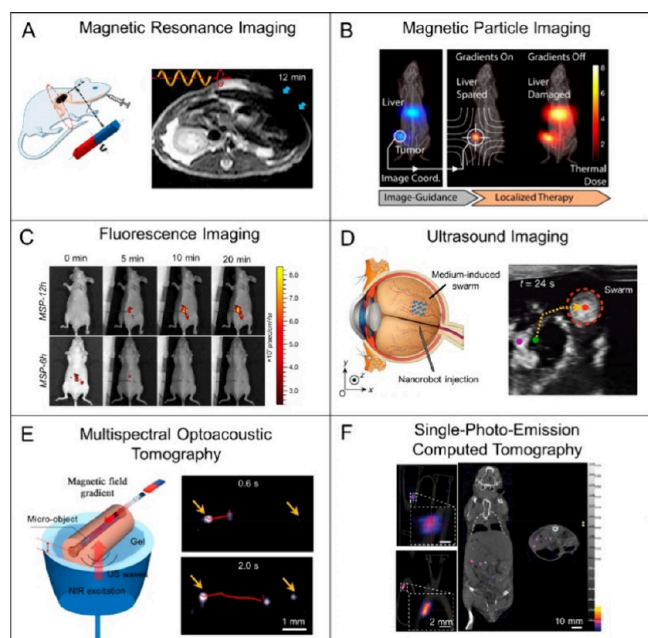 A
Magnetic Resonance Imaging
12 min
B
Magnetic Particle Imaging
Gradients On
Gradients Off
Liver
Liver
Spared
Liver
Damaged
Tumor
Image Coord.
8
6
4
2
Thermal
Dose
Image-Guidance
Localized Therapy
C
Fluorescence Imaging
0 min
5 min
10 min
20 min
MSP-12h
MSP-6h
8.0
7.0
6.0
5.0
4.0
3.0
D
Ultrasound Imaging
Medium-induced
swarm
t = 24 s
Swarm
y
z
O
x
Nanorobot injection
E
Multispectral Optoacoustic
Tomography
Magnetic field
gradient
Micro-object
Gel
US waves
NIR excitation
0.6 s
2.0 s
1 mm
F
Single-Photo-Emission
Computed Tomography
2 mm
10 mm